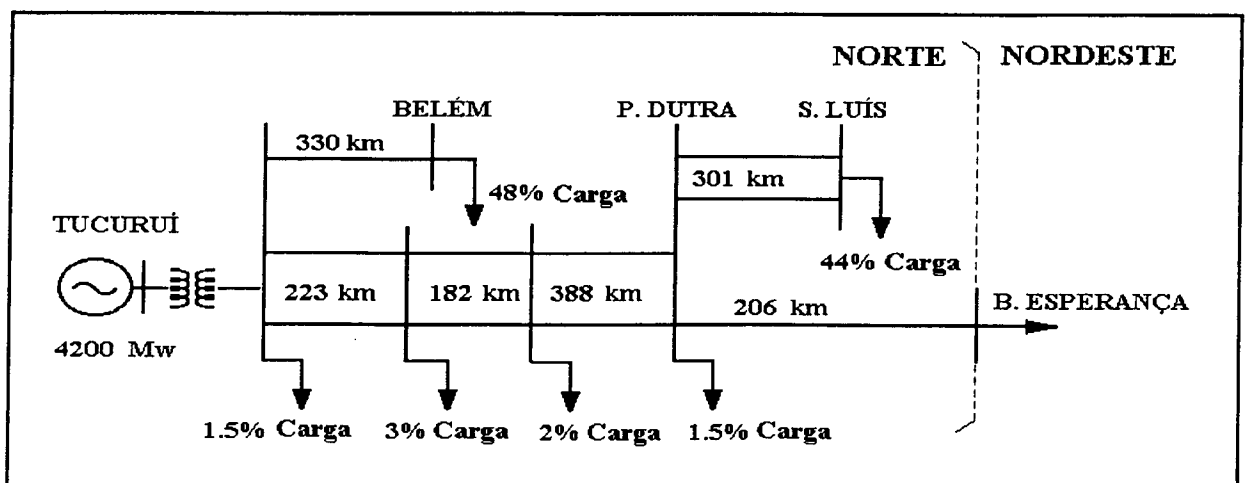 NORTE
NORDESTE
BELÉM
P. DUTRA
S. LUÍS
330 km
301 km
48% Carga
TUCURUÍ
44% Carga
223 km
182 km
388 km
206 km
B. ESPERANÇA
4200 Mw
1.5% Carga
3% Carga
2% Carga
1.5% Carga